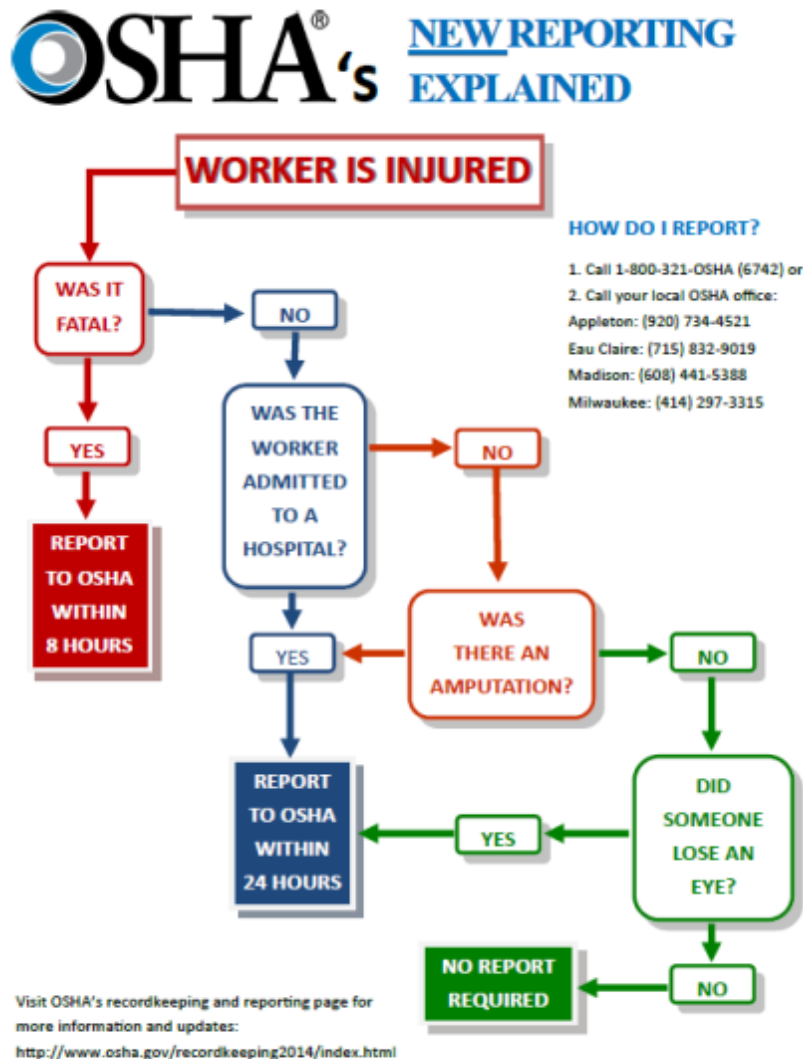 OSHA®'s
NEW REPORTING
EXPLAINED
WORKER IS INJURED
HOW DO I REPORT?
1. Call 1-800-321-OSHA (6742) or
2. Call your local OSHA office:
Appleton: (920) 734-4521
Eau Claire: (715) 832-9019
Madison: (608) 441-5388
Milwaukee: (414) 297-3315
WAS IT
FATAL?
NO
YES
REPORT
TO OSHA
WITHIN
8 HOURS
WAS THE
WORKER
ADMITTED
TO A
HOSPITAL?
NO
YES
WAS
THERE AN
AMPUTATION?
NO
REPORT
TO OSHA
WITHIN
24 HOURS
YES
DID
SOMEONE
LOSE AN
EYE?
NO REPORT
REQUIRED
NO
Visit OSHA's recordkeeping and reporting page for
more information and updates:
http://www.osha.gov/recordkeeping2014/index.html